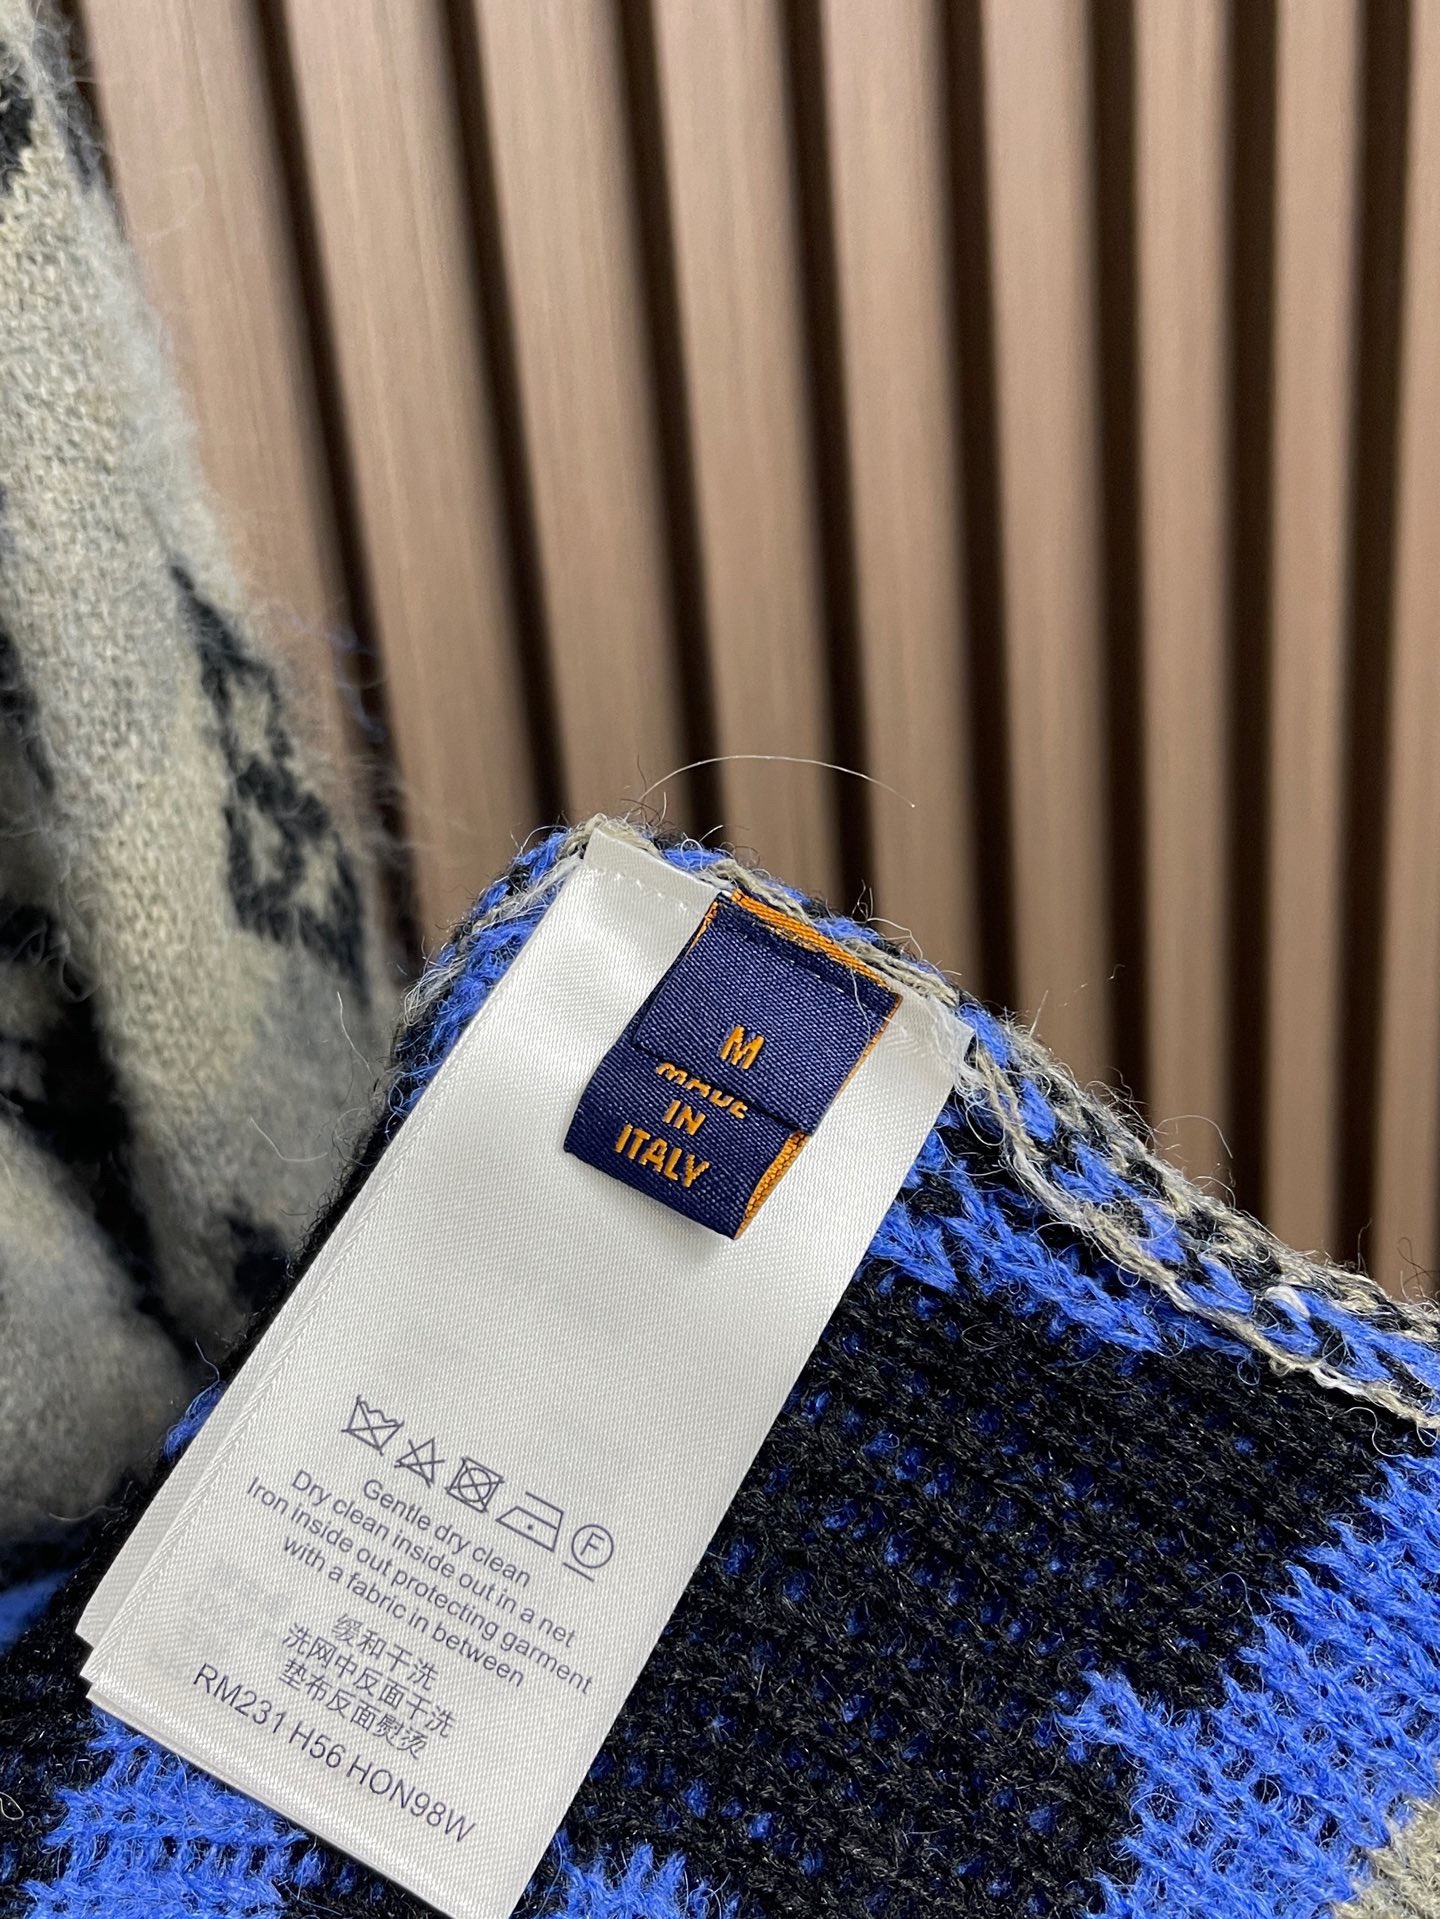 M
MADE
IN
ITALY
F
Gentle dry clean
Dry clean inside out in a net
Iron inside out protecting garment
with a fabric in between
缓和干洗
洗网中反面干洗
垫布反面熨烫
RM231 H56 HON98W